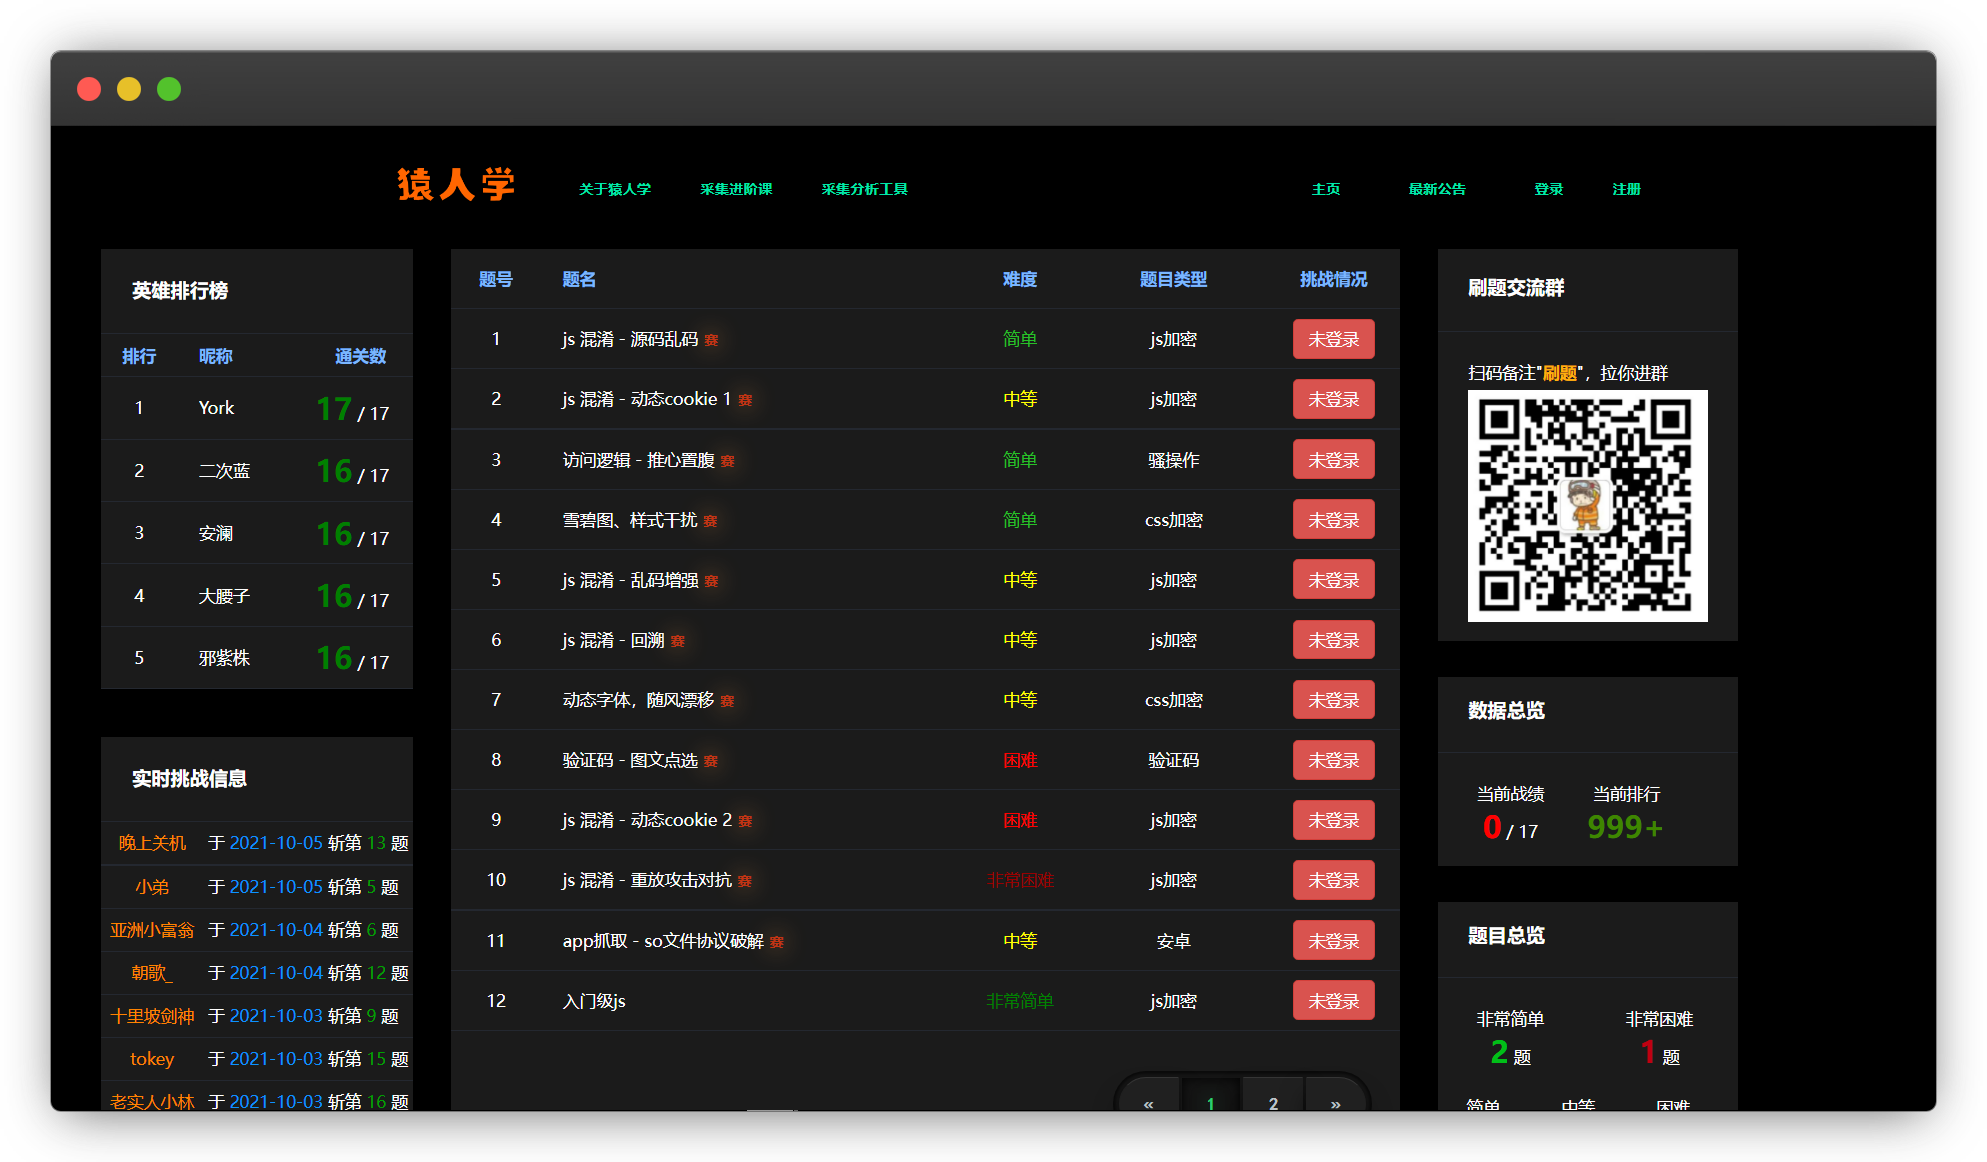 猿人学
关于猿人学 采集进阶课 采集分析工具 主页 最新公告 登录 注册
英雄排行榜
排行 昵称 通关数
1 York 17 / 17
2 二次蓝 16 / 17
3 安澜 16 / 17
4 大腰子 16 / 17
5 邪紫株 16 / 17
实时挑战信息
晚上关机 于 2021-10-05 斩第 13 题
小弟 于 2021-10-05 斩第 5 题
亚洲小富翁 于 2021-10-04 斩第 6 题
朝歌_ 于 2021-10-04 斩第 12 题
十里坡剑神 于 2021-10-03 斩第 9 题
tokey 于 2021-10-03 斩第 15 题
老实人小林 于 2021-10-03 斩第 16 题
题号 题名 难度 题目类型 挑战情况
1 js 混淆 - 源码乱码 赛 简单 js加密 未登录
2 js 混淆 - 动态cookie 1 赛 中等 js加密 未登录
3 访问逻辑 - 推心置腹 赛 简单 骚操作 未登录
4 雪碧图、样式干扰 赛 简单 css加密 未登录
5 js 混淆 - 乱码增强 赛 中等 js加密 未登录
6 js 混淆 - 回溯 赛 中等 js加密 未登录
7 动态字体，随风漂移 赛 中等 css加密 未登录
8 验证码 - 图文点选 赛 困难 验证码 未登录
9 js 混淆 - 动态cookie 2 赛 困难 js加密 未登录
10 js 混淆 - 重放攻击对抗 赛 非常困难 js加密 未登录
11 app抓取 - so文件协议破解 赛 中等 安卓 未登录
12 入门级js 非常简单 js加密 未登录
« 1 2 »
刷题交流群
扫码备注"刷题"，拉你进群
数据总览
当前战绩 当前排行
0 / 17 999+
题目总览
非常简单 非常困难
2 题 1 题
简单 中等 困难